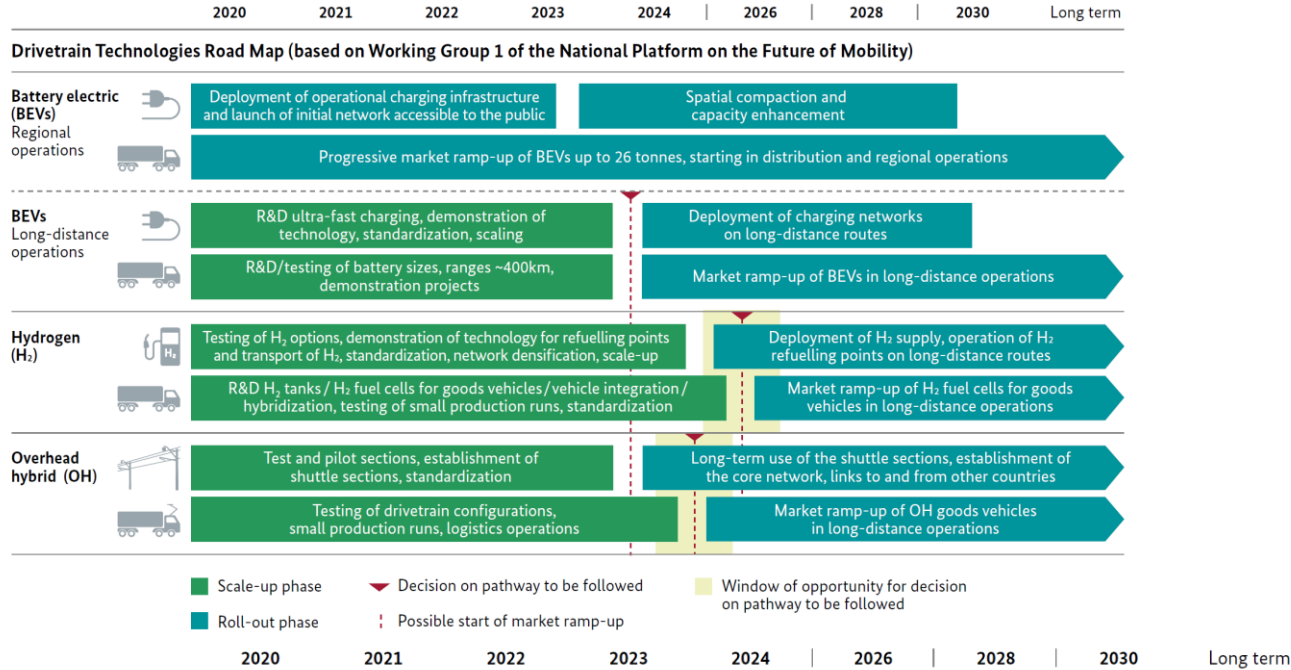 2020 2021 2022 2023 2024 | 2026 | 2028 | 2030 Long term
Drivetrain Technologies Road Map (based on Working Group 1 of the National Platform on the Future of Mobility)
Battery electric
(BEVs)
Regional
operations
Deployment of operational charging infrastructure
and launch of initial network accessible to the public
Spatial compaction and
capacity enhancement
Progressive market ramp-up of BEVs up to 26 tonnes, starting in distribution and regional operations
BEVs
Long-distance
operations
R&D ultra-fast charging, demonstration of
technology, standardization, scaling
Deployment of charging networks
on long-distance routes
R&D/testing of battery sizes, ranges ~400km,
demonstration projects
Market ramp-up of BEVs in long-distance operations
Hydrogen
(H₂)
H₂
Testing of H₂ options, demonstration of technology for refuelling points
and transport of H₂, standardization, network densification, scale-up
Deployment of H₂ supply, operation of H₂
refuelling points on long-distance routes
R&D H₂ tanks / H₂ fuel cells for goods vehicles / vehicle integration /
hybridization, testing of small production runs, standardization
Market ramp-up of H₂ fuel cells for goods
vehicles in long-distance operations
Overhead
hybrid (OH)
Test and pilot sections, establishment of
shuttle sections, standardization
Long-term use of the shuttle sections, establishment of
the core network, links to and from other countries
Testing of drivetrain configurations,
small production runs, logistics operations
Market ramp-up of OH goods vehicles
in long-distance operations
Scale-up phase
Decision on pathway to be followed
Window of opportunity for decision
on pathway to be followed
Roll-out phase
Possible start of market ramp-up
2020 2021 2022 2023 2024 | 2026 | 2028 | 2030 Long term